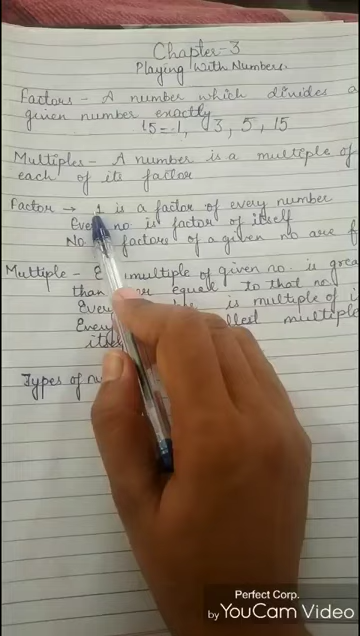 Chapter-3
Playing With Numbers
Factors - A number which divides a
given number exactly
15 = 1, 3, 5, 15
Multiples - A number is a multiple of
each of its factor
Factor → 1 is a factor of every number
Every no. is factor of itself
No factors of a given no are
Multiple - multiple of given no. is
than equal to that no.
Every is multiple of
Every called multiple
Types of
Perfect Corp.
by YouCam Video